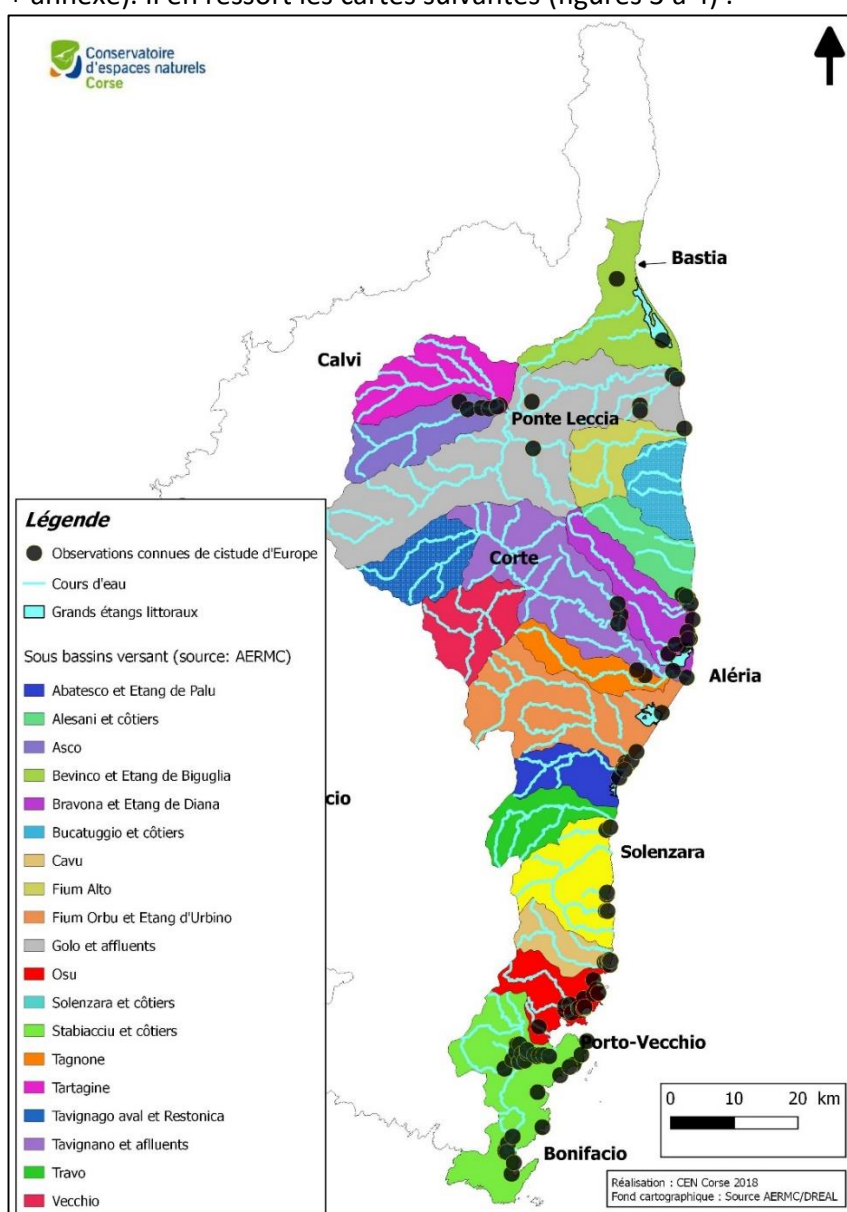 + annexe). Il en ressort les cartes suivantes (figures 3 à 4) :
Conservatoire
d'espaces naturels
Corse
Bastia
Calvi
Ponte Leccia
Corte
Aléria
cio
Solenzara
Porto-Vecchio
Bonifacio
Légende
Observations connues de cistude d'Europe
Cours d'eau
Grands étangs littoraux
Sous bassins versant (source: AERMC)
Abatesco et Etang de Palu
Alesani et côtiers
Asco
Bevinco et Etang de Biguglia
Bravona et Etang de Diana
Bucatuggio et côtiers
Cavu
Fium Alto
Fium Orbu et Etang d'Urbino
Golo et affluents
Osu
Solenzara et côtiers
Stabiacciu et côtiers
Tagnone
Tartagine
Tavignago aval et Restonica
Tavignano et aflluents
Travo
Vecchio
0 10 20 km
Réalisation : CEN Corse 2018
Fond cartographique : Source AERMC/DREAL